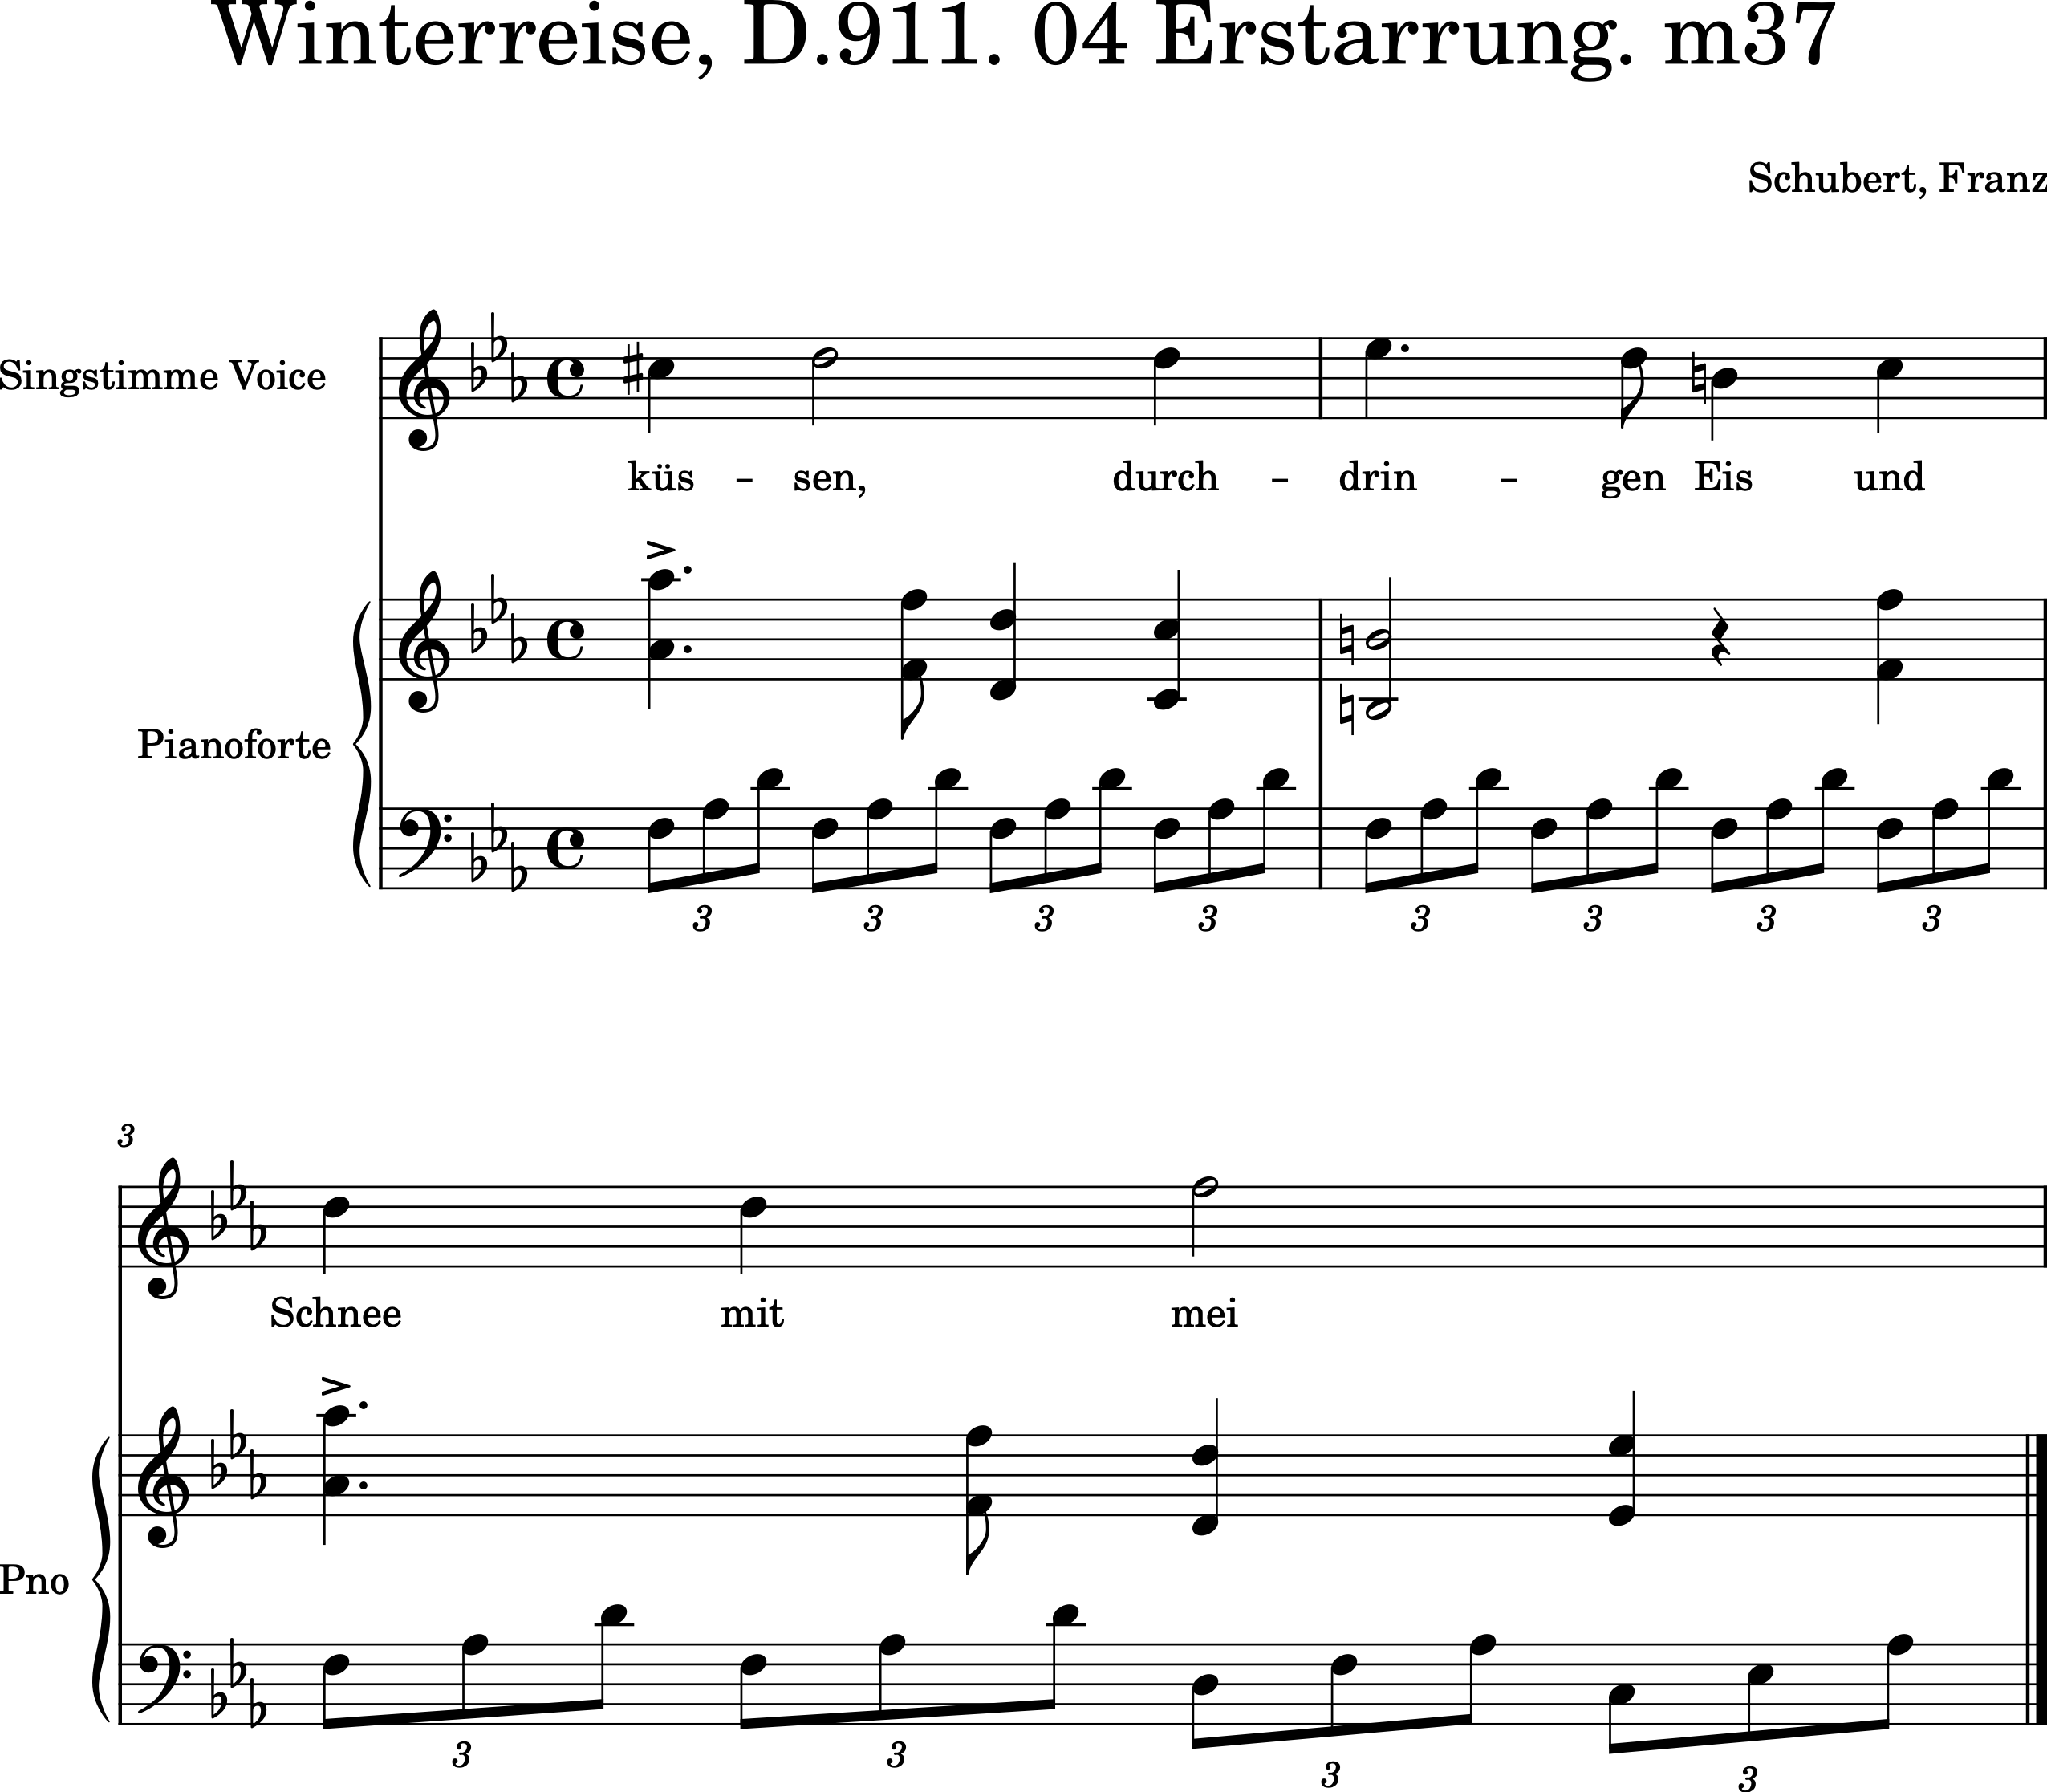 Winterreise, D.911. 04 Erstarrung. m37
Schubert, Franz
Singstimme Voice
küs - sen, durch - drin - gen Eis und
Pianoforte
3 3 3 3 3 3 3 3
3
Schnee mit mei
Pno
3 3 3 3